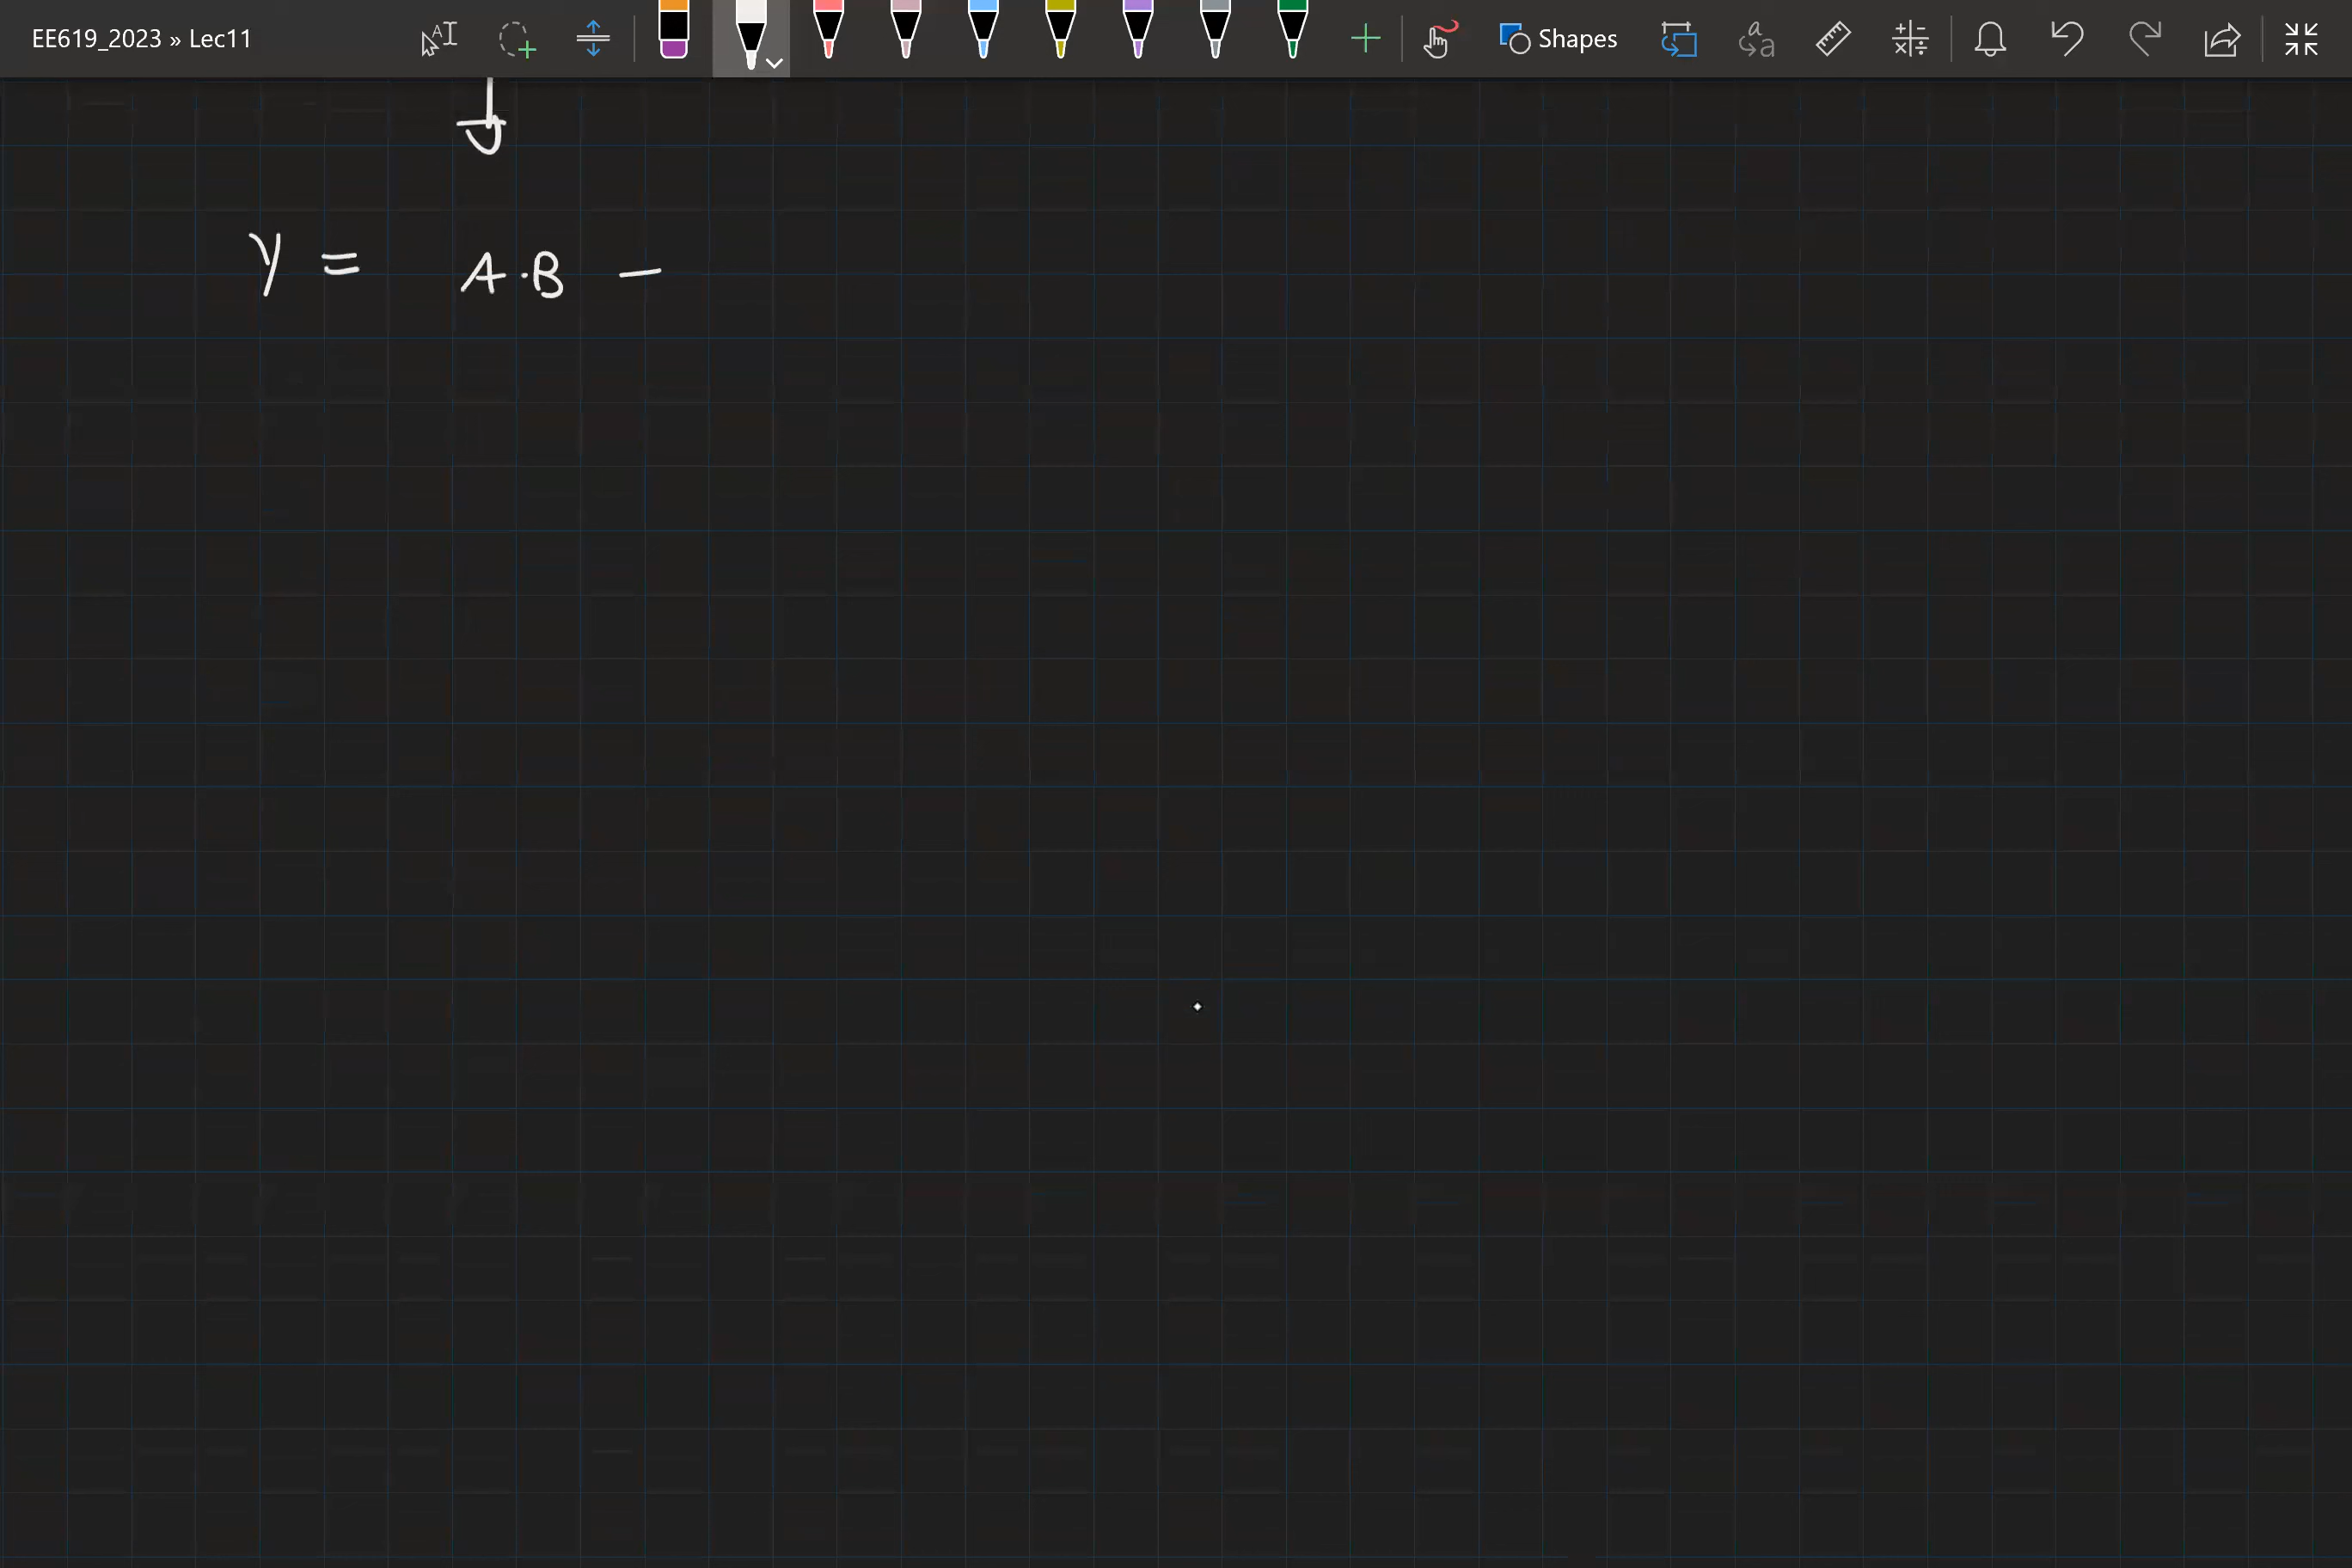 EE619_2023 » Lec11 Shapes
Y = A·B –